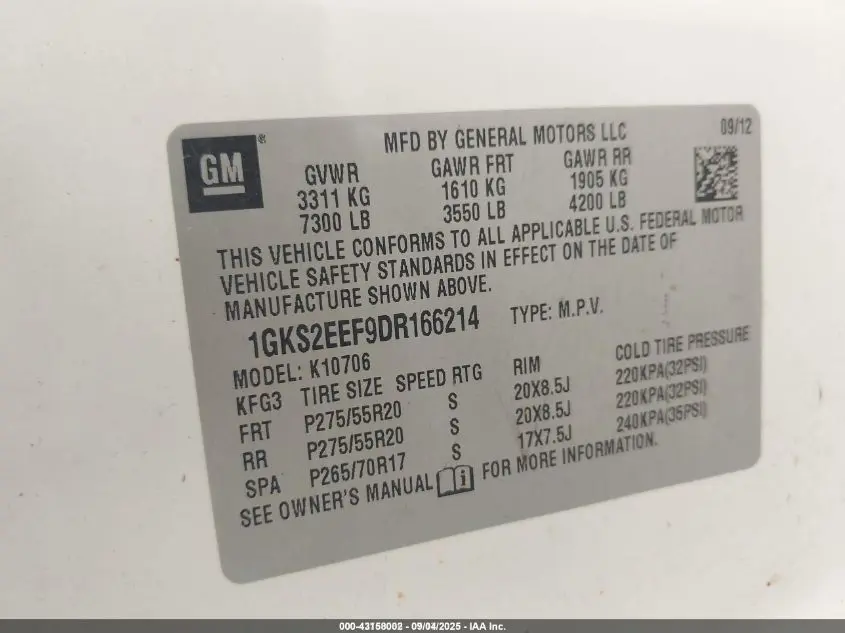 GM ®
MFD BY GENERAL MOTORS LLC 09/12
GVWR GAWR FRT GAWR RR
3311 KG 1610 KG 1905 KG
7300 LB 3550 LB 4200 LB
THIS VEHICLE CONFORMS TO ALL APPLICABLE U.S. FEDERAL MOTOR
VEHICLE SAFETY STANDARDS IN EFFECT ON THE DATE OF
MANUFACTURE SHOWN ABOVE.
1GKS2EEF9DR166214 TYPE: M.P.V.
MODEL: K10706
KFG3 TIRE SIZE SPEED RTG RIM COLD TIRE PRESSURE
FRT P275/55R20 S 20X8.5J 220KPA(32PSI)
RR P275/55R20 S 20X8.5J 220KPA(32PSI)
SPA P265/70R17 S 17X7.5J 240KPA(35PSI)
SEE OWNER'S MANUAL i FOR MORE INFORMATION.
000-43158002 - 09/04/2025 - IAA Inc.